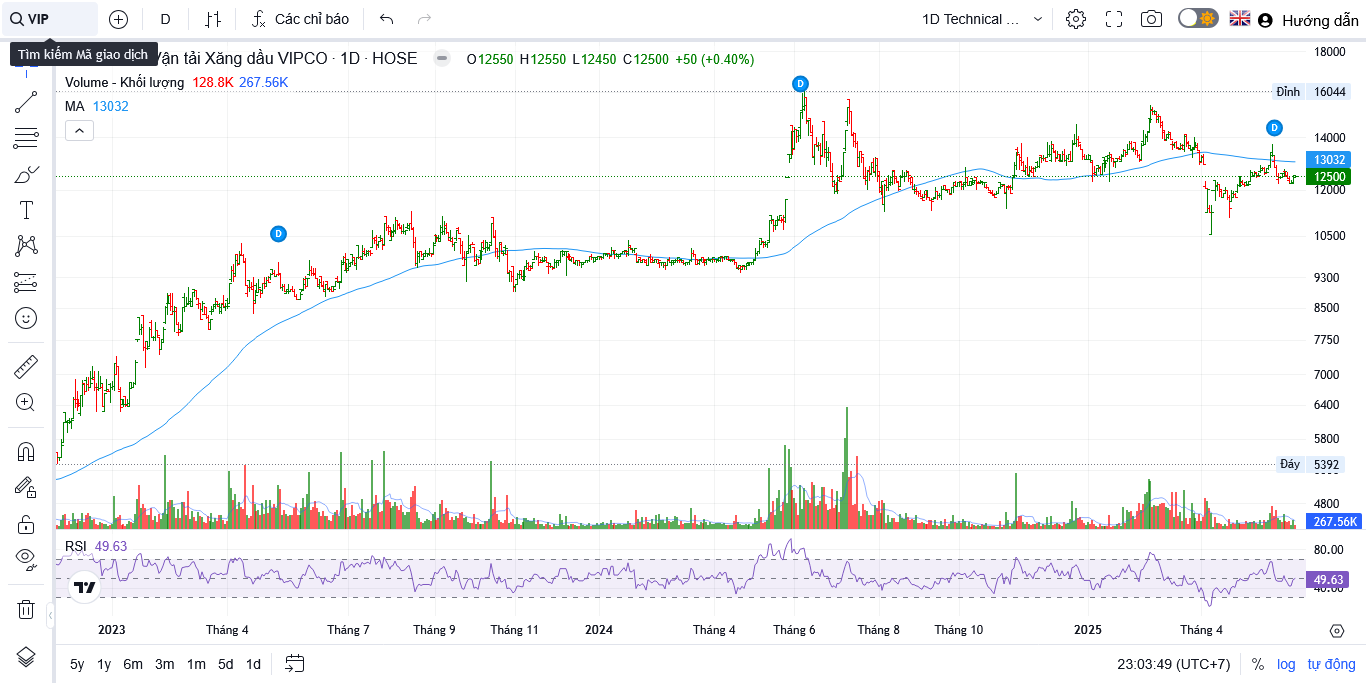 VIP
D
Các chỉ báo
1D Technical ...
Hướng dẫn
Tìm kiếm Mã giao dịch
Vận tải Xăng dầu VIPCO · 1D · HOSE
O12550 H12550 L12450 C12500 +50 (+0.40%)
Volume - Khối lượng 128.8K 267.56K
MA 13032
D
D
D
18000
Đỉnh 16044
14000
13032
12500
12000
10500
9300
8500
7750
7000
6400
5800
Đáy 5392
4800
267.56K
RSI 49.63
80.00
49.63
40.00
2023
Tháng 4
Tháng 7
Tháng 9
Tháng 11
2024
Tháng 4
Tháng 6
Tháng 8
Tháng 10
2025
Tháng 4
5y 1y 6m 3m 1m 5d 1d
23:03:49 (UTC+7)
% log tự động